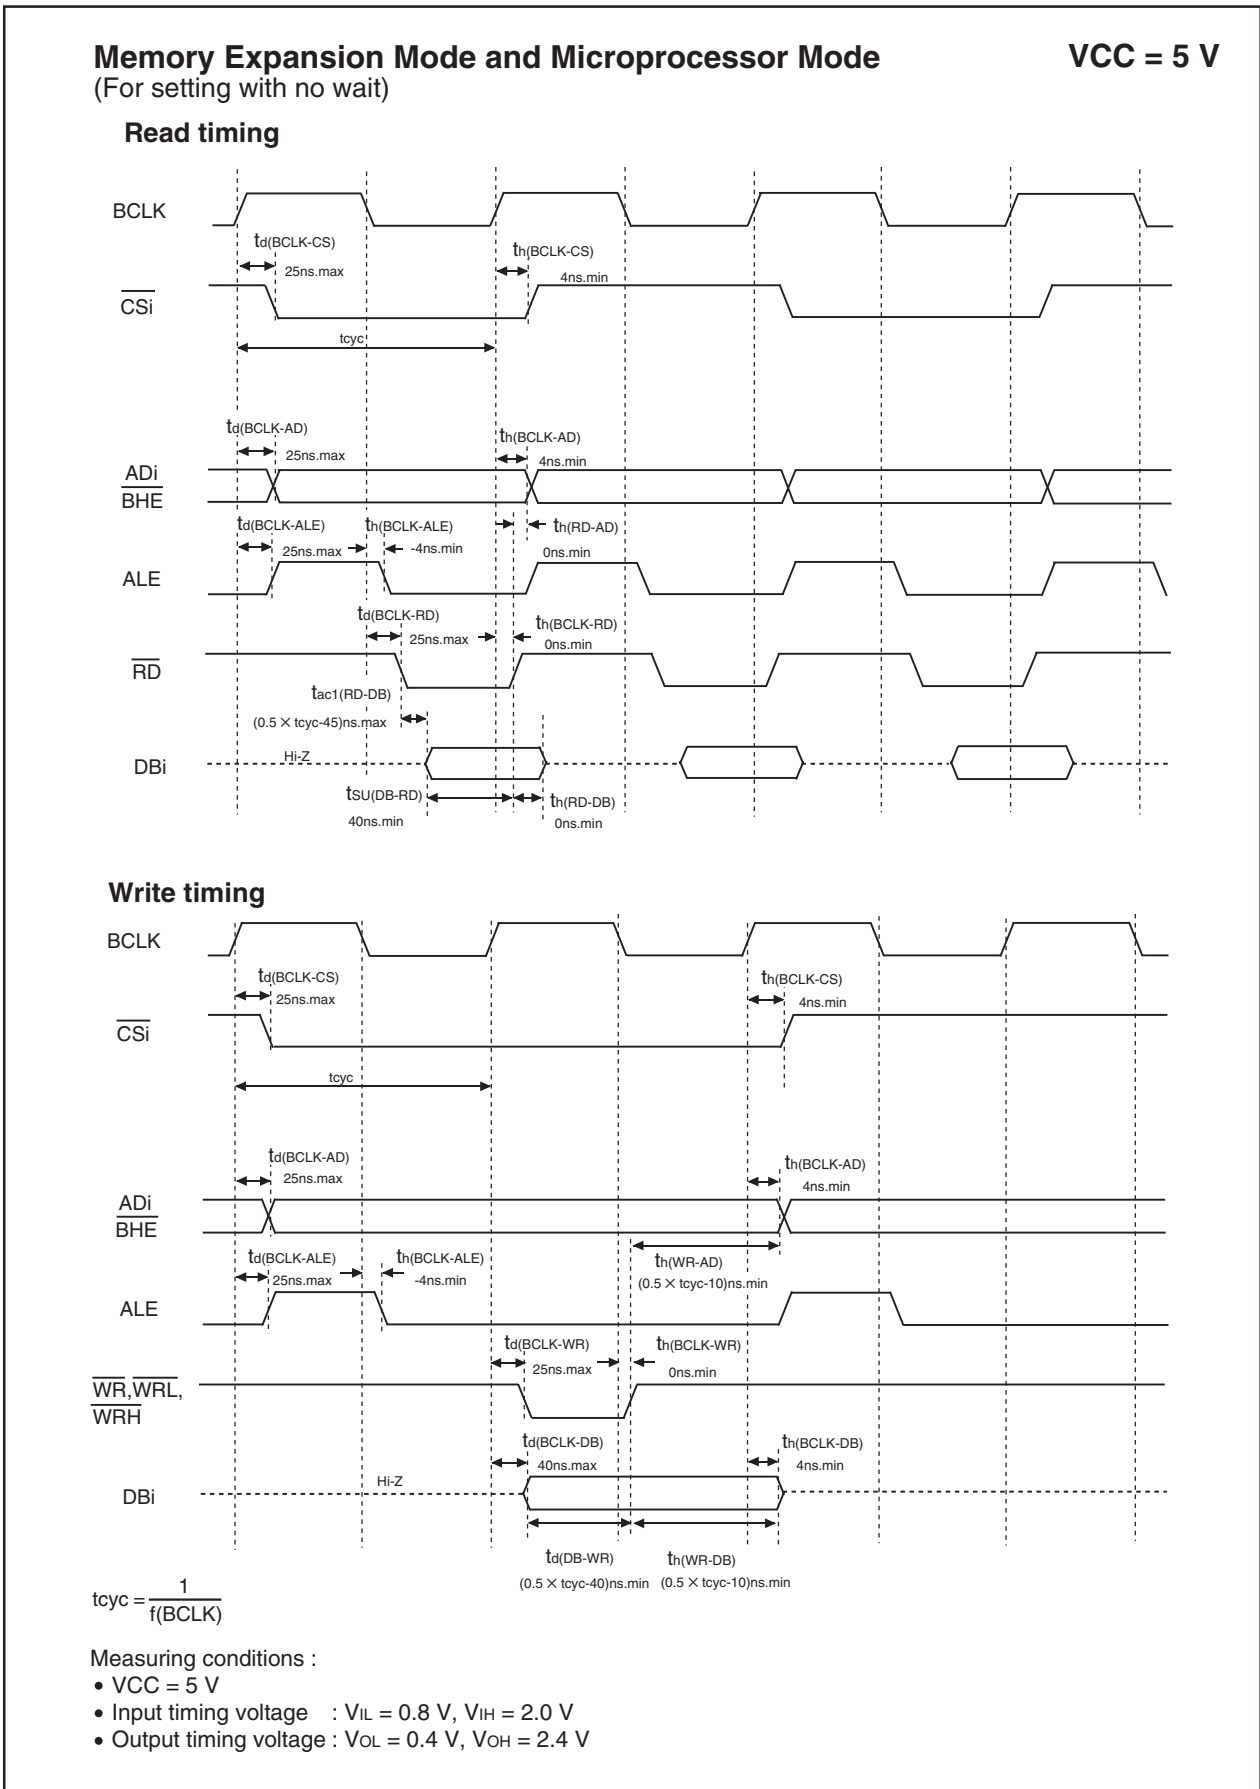 Memory Expansion Mode and Microprocessor Mode VCC = 5 V
(For setting with no wait)
Read timing
BCLK
td(BCLK-CS)
25ns.max
th(BCLK-CS)
4ns.min
CSi
tcyc
td(BCLK-AD)
25ns.max
th(BCLK-AD)
4ns.min
ADi
BHE
td(BCLK-ALE)
25ns.max
th(BCLK-ALE)
-4ns.min
th(RD-AD)
0ns.min
ALE
td(BCLK-RD)
25ns.max
th(BCLK-RD)
0ns.min
RD
tac1(RD-DB)
(0.5 × tcyc-45)ns.max
Hi-Z
DBi
tSU(DB-RD)
40ns.min
th(RD-DB)
0ns.min
Write timing
BCLK
td(BCLK-CS)
25ns.max
th(BCLK-CS)
4ns.min
CSi
tcyc
td(BCLK-AD)
25ns.max
th(BCLK-AD)
4ns.min
ADi
BHE
td(BCLK-ALE)
25ns.max
th(BCLK-ALE)
-4ns.min
th(WR-AD)
(0.5 × tcyc-10)ns.min
ALE
td(BCLK-WR)
25ns.max
th(BCLK-WR)
0ns.min
WR,WRL,
WRH
td(BCLK-DB)
40ns.max
th(BCLK-DB)
4ns.min
Hi-Z
DBi
td(DB-WR)
(0.5 × tcyc-40)ns.min
th(WR-DB)
(0.5 × tcyc-10)ns.min
tcyc = 1
f(BCLK)
Measuring conditions :
• VCC = 5 V
• Input timing voltage : VIL = 0.8 V, VIH = 2.0 V
• Output timing voltage : VOL = 0.4 V, VOH = 2.4 V